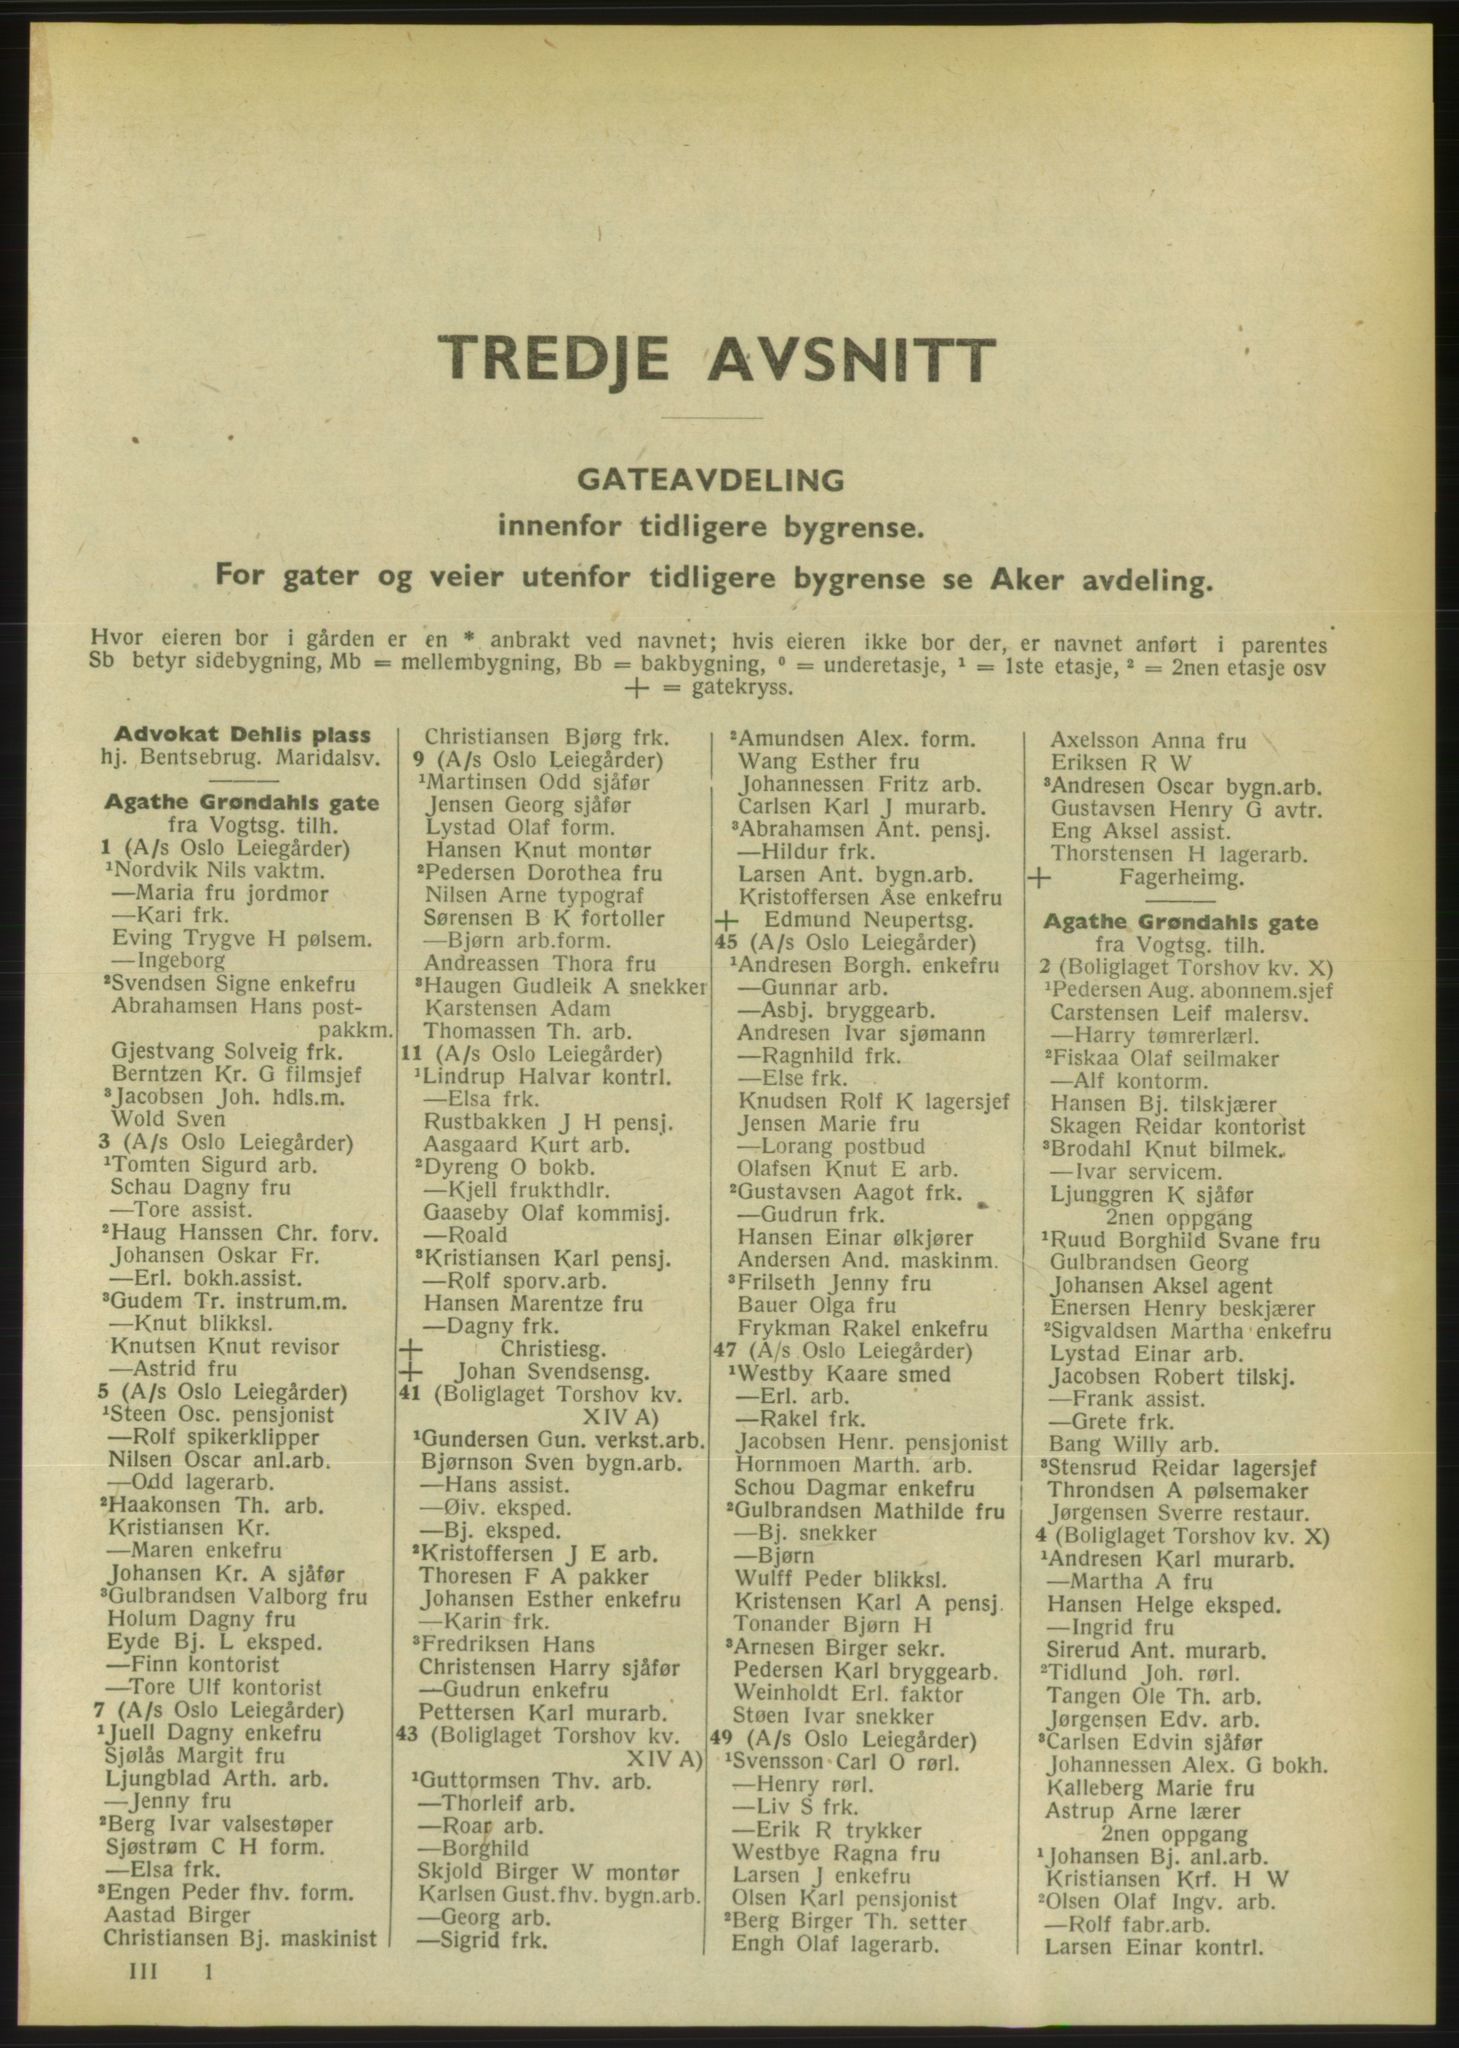 TREDJE AVSNITT
GATEAVDELING
innenfor tidligere bygrense.
For gater og veier utenfor tidligere bygrense se Aker avdeling.
Hvor eieren bor i gården er en * anbrakt ved navnet; hvis eieren ikke bor der, er navnet anført i parentes
Sb betyr sidebygning, Mb = mellembygning, Bb = bakbygning, ⁰ = underetasje, ¹ = 1ste etasje, ² = 2nen etasje osv
+ = gatekryss.
Advokat Dehlis plass
hj. Bentsebrug. Maridalsv.
Agathe Grøndahls gate
fra Vogtsg. tilh.
1 (A/s Oslo Leiegårder)
¹Nordvik Nils vaktm.
—Maria fru jordmor
—Kari frk.
Eving Trygve H pølsem.
—Ingeborg
²Svendsen Signe enkefru
Abrahamsen Hans post-
pakkm.
Gjestvang Solveig frk.
Berntzen Kr. G filmsjef
³Jacobsen Joh. hdls.m.
Wold Sven
3 (A/s Oslo Leiegårder)
¹Tomten Sigurd arb.
Schau Dagny fru
—Tore assist.
²Haug Hanssen Chr. forv.
Johansen Oskar Fr.
—Erl. bokh.assist.
³Gudem Tr. instrum.m.
—Knut blikksl.
Knutsen Knut revisor
—Astrid fru
5 (A/s Oslo Leiegårder)
¹Steen Osc. pensjonist
—Rolf spikerklipper
Nilsen Oscar anl.arb.
—Odd lagerarb.
²Haakonsen Th. arb.
Kristiansen Kr.
—Maren enkefru
Johansen Kr. A sjåfør
³Gulbrandsen Valborg fru
Holum Dagny fru
Eyde Bj. L eksped.
—Finn kontorist
—Tore Ulf kontorist
7 (A/s Oslo Leiegårder)
¹Juell Dagny enkefru
Sjølås Margit fru
Ljungblad Arth. arb.
—Jenny fru
²Berg Ivar valsestøper
Sjøstrøm C H form.
—Elsa frk.
³Engen Peder fhv. form.
Aastad Birger
Christiansen Bj. maskinist
Christiansen Bjørg frk.
9 (A/s Oslo Leiegårder)
¹Martinsen Odd sjåfør
Jensen Georg sjåfør
Lystad Olaf form.
Hansen Knut montør
²Pedersen Dorothea fru
Nilsen Arne typograf
Sørensen B K fortoller
—Bjørn arb.form.
Andreassen Thora fru
³Haugen Gudleik A snekker
Karstensen Adam
Thomassen Th. arb.
11 (A/s Oslo Leiegårder)
¹Lindrup Halvar kontrl.
—Elsa frk.
Rustbakken J H pensj.
Aasgaard Kurt arb.
²Dyreng O bokb.
—Kjell frukthdlr.
Gaaseby Olaf kommisj.
—Roald
³Kristiansen Karl pensj.
—Rolf sporv.arb.
Hansen Marentze fru
—Dagny frk.
+ Christiesg.
+ Johan Svendsensg.
41 (Boliglaget Torshov kv.
XIV A)
¹Gundersen Gun. verkst.arb.
Bjørnson Sven bygn.arb.
—Hans assist.
—Øiv. eksped.
—Bj. eksped.
²Kristoffersen J E arb.
Thoresen F A pakker
Johansen Esther enkefru
—Karin frk.
³Fredriksen Hans
Christensen Harry sjåfør
—Gudrun enkefru
Pettersen Karl murarb.
43 (Boliglaget Torshov kv.
XIV A)
¹Guttormsen Thv. arb.
—Thorleif arb.
—Roar arb.
—Borghild
Skjold Birger W montør
Karlsen Gust. fhv. bygn.arb.
—Georg arb.
—Sigrid frk.
²Amundsen Alex. form.
Wang Esther fru
Johannessen Fritz arb.
Carlsen Karl J murarb.
³Abrahamsen Ant. pensj.
—Hildur frk.
Larsen Ant. bygn.arb.
Kristoffersen Åse enkefru
+ Edmund Neupertsg.
45 (A/s Oslo Leiegårder)
¹Andresen Borgh. enkefru
—Gunnar arb.
—Asbj. bryggearb.
Andresen Ivar sjømann
—Ragnhild frk.
—Else frk.
Knudsen Rolf K lagersjef
Jensen Marie fru
—Lorang postbud
Olafsen Knut E arb.
²Gustavsen Aagot frk.
—Gudrun frk.
Hansen Einar ølkjører
Andersen And. maskinm.
³Frilseth Jenny fru
Bauer Olga fru
Frykman Rakel enkefru
47 (A/s Oslo Leiegårder)
¹Westby Kaare smed
—Erl. arb.
—Rakel frk.
Jacobsen Henr. pensjonist
Hornmoen Marth. arb.
Schou Dagmar enkefru
²Gulbrandsen Mathilde fru
—Bj. snekker
—Bjørn
Wulff Peder blikksl.
Kristensen Karl A pensj.
Tonander Bjørn H
³Arnesen Birger sekr.
Pedersen Karl bryggearb.
Weinholdt Erl. faktor
Støen Ivar snekker
49 (A/s Oslo Leiegårder)
¹Svensson Carl O rørl.
—Henry rørl.
—Liv S frk.
—Erik R trykker
Westbye Ragna fru
Larsen J enkefru
Olsen Karl pensjonist
²Berg Birger Th. setter
Engh Olaf lagerarb.
Axelsson Anna fru
Eriksen R W
³Andresen Oscar bygn.arb.
Gustavsen Henry G avtr.
Eng Aksel assist.
Thorstensen H lagerarb.
+ Fagerheimg.
Agathe Grøndahls gate
fra Vogtsg. tilh.
2 (Boliglaget Torshov kv. X)
¹Pedersen Aug. abonnem.sjef
Carstensen Leif malersv.
—Harry tømrerlærl.
²Fiskaa Olaf seilmaker
—Alf kontorm.
Hansen Bj. tilskjærer
Skagen Reidar kontorist
³Brodahl Knut bilmek.
—Ivar servicem.
Ljunggren K sjåfør
2nen oppgang
¹Ruud Borghild Svane fru
Gulbrandsen Georg
Johansen Aksel agent
Enersen Henry beskjærer
²Sigvaldsen Martha enkefru
Lystad Einar arb.
Jacobsen Robert tilskj.
—Frank assist.
—Grete frk.
Bang Willy arb.
³Stensrud Reidar lagersjef
Throndsen A pølsemaker
Jørgensen Sverre restaur.
4 (Boliglaget Torshov kv. X)
¹Andresen Karl murarb.
—Martha A fru
Hansen Helge eksped.
—Ingrid fru
Sirerud Ant. murarb.
²Tidlund Joh. rørl.
Tangen Ole Th. arb.
Jørgensen Edv. arb.
³Carlsen Edvin sjåfør
Johannessen Alex. G bokh.
Kalleberg Marie fru
Astrup Arne lærer
2nen oppgang
¹Johansen Bj. anl.arb.
Kristiansen Krf. H W
²Olsen Olaf Ingv. arb.
—Rolf fabr.arb.
Larsen Einar kontrl.
III 1